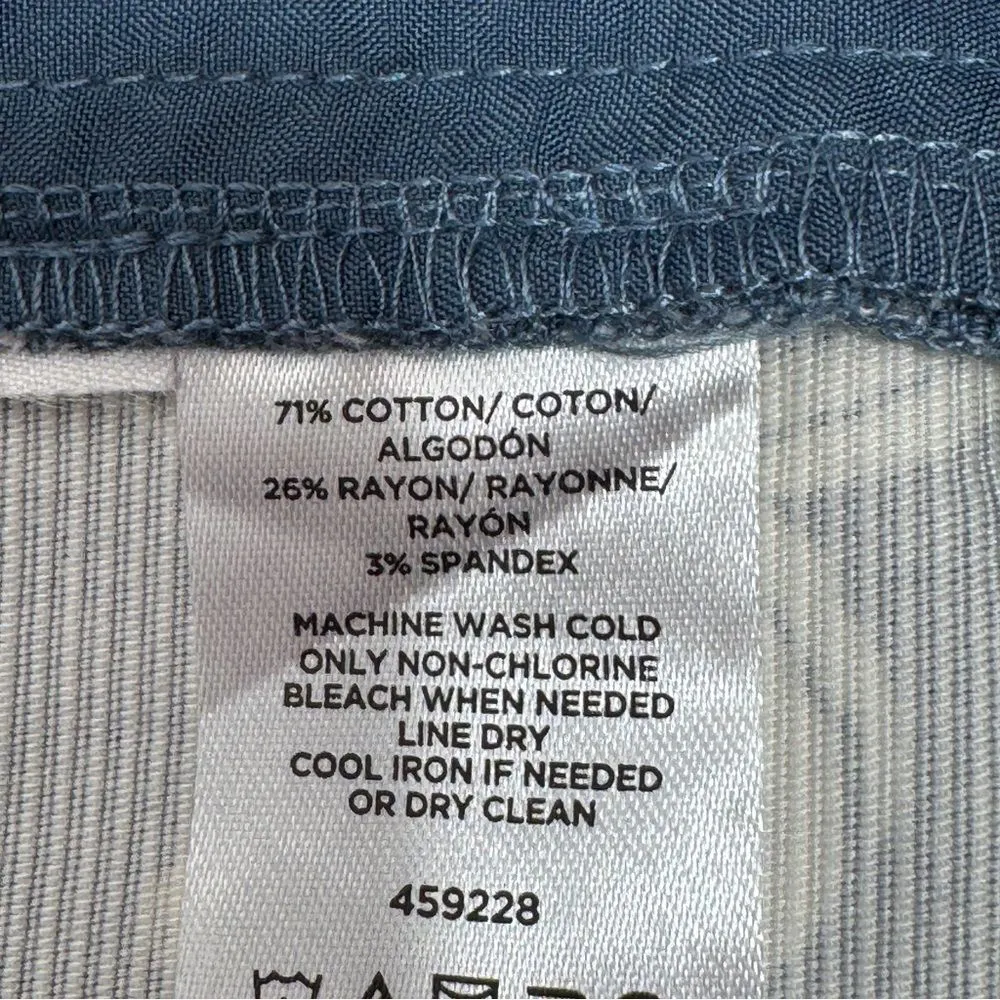 71% COTTON/ COTON/
ALGODÓN
26% RAYON/ RAYONNE/
RAYÓN
3% SPANDEX
MACHINE WASH COLD
ONLY NON-CHLORINE
BLEACH WHEN NEEDED
LINE DRY
COOL IRON IF NEEDED
OR DRY CLEAN
459228